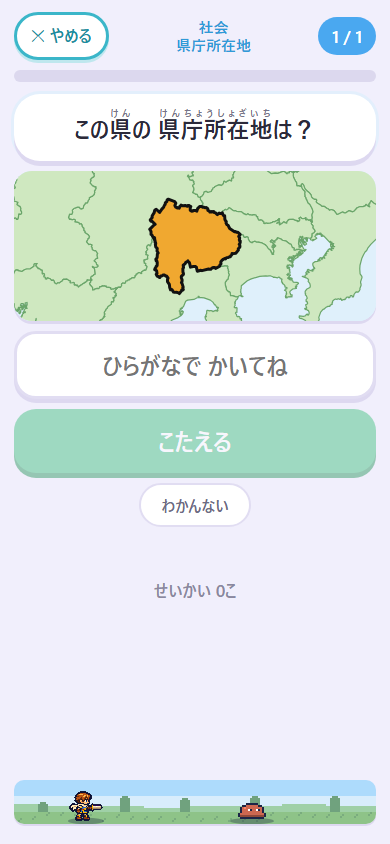 やめる
社会
県庁所在地
1 / 1
この県の 県庁所在地は？
けん けんちょうしょざいち
ひらがなで かいてね
こたえる
わかんない
せいかい 0こ